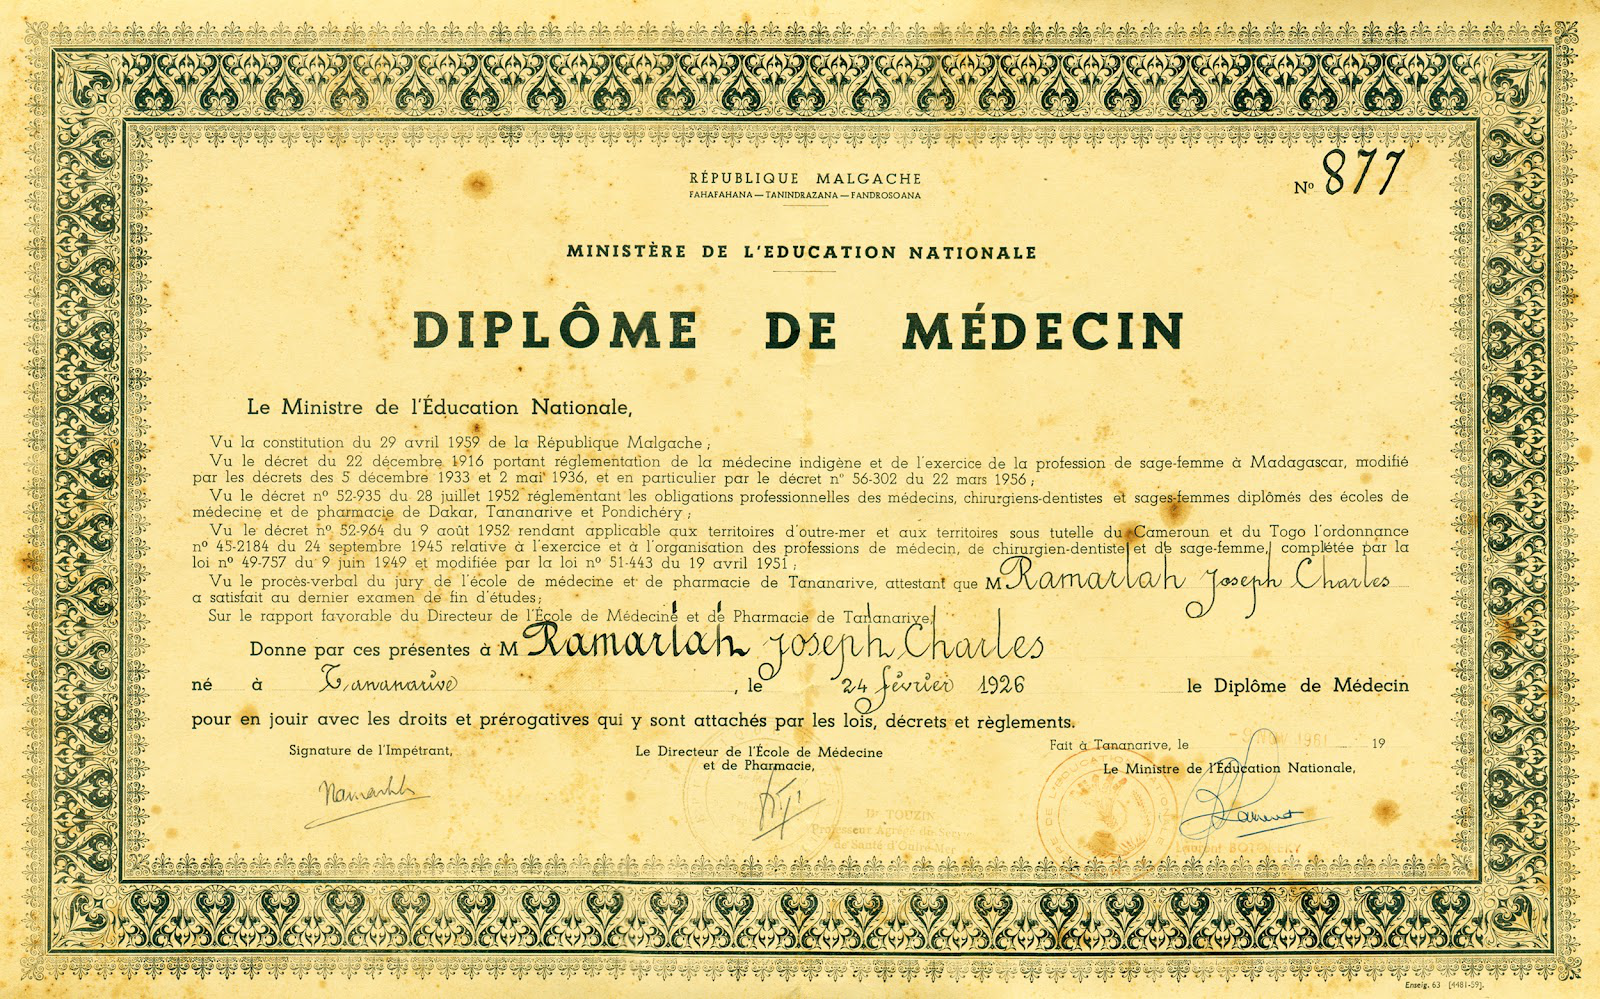 RÉPUBLIQUE MALGACHE
FAHAFAHANA — TANINDRAZANA — FANDROSOANA
Nº 877
MINISTÈRE DE L'EDUCATION NATIONALE
DIPLÔME DE MÉDECIN
Le Ministre de l'Éducation Nationale,
Vu la constitution du 29 avril 1959 de la République Malgache ;
Vu le décret du 22 décembre 1916 portant réglementation de la médecine indigène et de l'exercice de la profession de sage-femme à Madagascar, modifié
par les décrets des 5 décembre 1933 et 2 mai 1936, et en particulier par le décret nº 56-302 du 22 mars 1956 ;
Vu le décret nº 52-935 du 28 juillet 1952 réglementant les obligations professionnelles des médecins, chirurgiens-dentistes et sages-femmes diplômés des écoles de
médecine et de pharmacie de Dakar, Tananarive et Pondichéry ;
Vu le décret nº 52-964 du 9 août 1952 rendant applicable aux territoires d'outre-mer et aux territoires sous tutelle du Cameroun et du Togo l'ordonnance
nº 45-2184 du 24 septembre 1945 relative à l'exercice et à l'organisation des professions de médecin, de chirurgien-dentiste et de sage-femme, complétée par la
loi nº 49-757 du 9 juin 1949 et modifiée par la loi nº 51-443 du 19 avril 1951 ;
Vu le procès-verbal du jury de l'école de médecine et de pharmacie de Tananarive, attestant que M Ramarlah Joseph Charles
a satisfait au dernier examen de fin d'études;
Sur le rapport favorable du Directeur de l'École de Médecine et de Pharmacie de Tananarive,
Donne par ces présentes à M Ramarlah Joseph Charles
né à Tananarive, le 24 février 1926 le Diplôme de Médecin
pour en jouir avec les droits et prérogatives qui y sont attachés par les lois, décrets et règlements.
Signature de l'Impétrant,
Le Directeur de l'École de Médecine
et de Pharmacie,
Fait à Tananarive, le NOV 1961 19
Le Ministre de l'Éducation Nationale,
Dr TOUZIN
Professeur Agrégé du Service
de Santé d'Outre-Mer
Laurent BOTOKEKY
Enseig. 63 [4481-59].